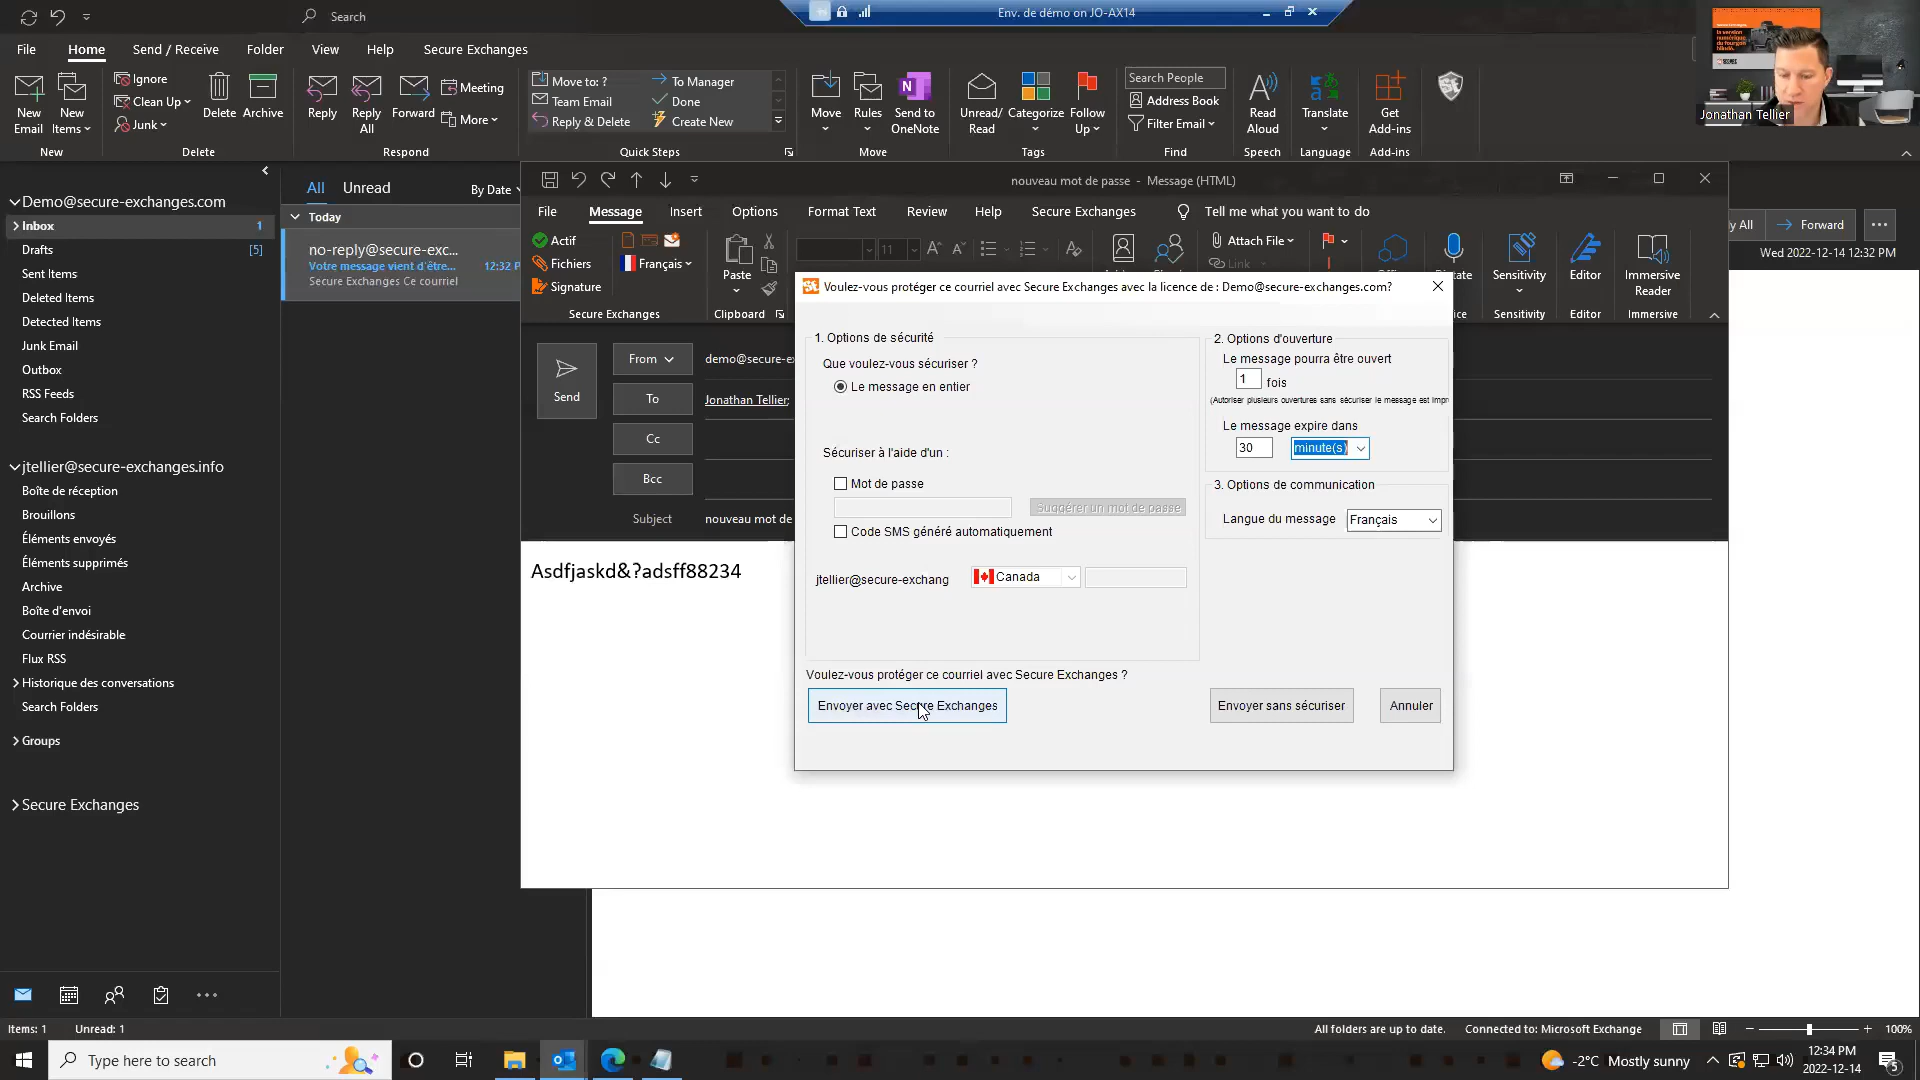 Search
Env. de démo on JO-AX14
File
Home
Send / Receive
Folder
View
Help
Secure Exchanges
New Email
New Items
New
Ignore
Clean Up
Junk
Delete
Archive
Delete
Reply
Reply All
Forward
Meeting
More
Respond
Move to: ?
Team Email
Reply & Delete
To Manager
Done
Create New
Quick Steps
Move
Rules
Send to OneNote
Move
Unread/ Read
Categorize
Follow Up
Tags
Search People
Address Book
Filter Email
Find
Read Aloud
Speech
Translate
Language
Get Add-ins
Add-ins
Jonathan Tellier
Demo@secure-exchanges.com
Inbox 1
Drafts [5]
Sent Items
Deleted Items
Detected Items
Junk Email
Outbox
RSS Feeds
Search Folders
jtellier@secure-exchanges.info
Boîte de réception
Brouillons
Éléments envoyés
Éléments supprimés
Archive
Boîte d'envoi
Courrier indésirable
Flux RSS
Historique des conversations
Search Folders
Groups
Secure Exchanges
All
Unread
By Date
Today
no-reply@secure-exc...
Votre message vient d'être... 12:32 P
Secure Exchanges Ce courriel
nouveau mot de passe - Message (HTML)
File
Message
Insert
Options
Format Text
Review
Help
Secure Exchanges
Tell me what you want to do
Actif
Fichiers
Signature
Français
Secure Exchanges
Paste
Clipboard
11
Attach File
Link
Sensitivity
Sensitivity
Editor
Editor
Immersive Reader
Immersive
y All
Forward
Wed 2022-12-14 12:32 PM
Send
From
demo@secure-e
To
Jonathan Tellier;
Cc
Bcc
Subject
nouveau mot de
Asdfjaskd&?adsff88234
Voulez-vous protéger ce courriel avec Secure Exchanges avec la licence de : Demo@secure-exchanges.com?
1. Options de sécurité
Que voulez-vous sécuriser ?
Le message en entier
Sécuriser à l'aide d'un :
Mot de passe
Suggérer un mot de passe
Code SMS généré automatiquement
jtellier@secure-exchang
Canada
2. Options d'ouverture
Le message pourra être ouvert
1 fois
(Autoriser plusieurs ouvertures sans sécuriser le message est impr
Le message expire dans
30 minute(s)
3. Options de communication
Langue du message
Français
Voulez-vous protéger ce courriel avec Secure Exchanges ?
Envoyer avec Secure Exchanges
Envoyer sans sécuriser
Annuler
Items: 1
Unread: 1
All folders are up to date.
Connected to: Microsoft Exchange
100%
Type here to search
-2°C Mostly sunny
12:34 PM
2022-12-14
5